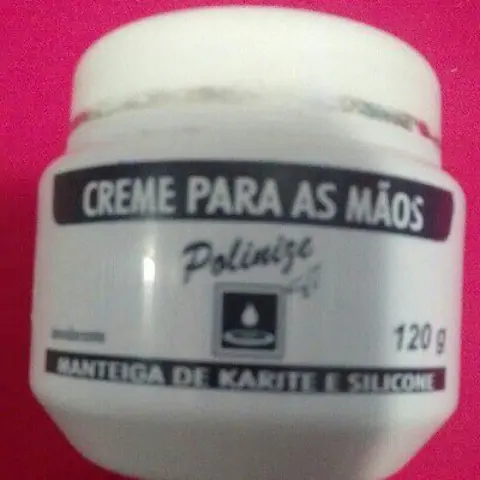 CREME PARA AS MÃOS
Polinize
120 g
MANTEIGA DE KARITE E SILICONE